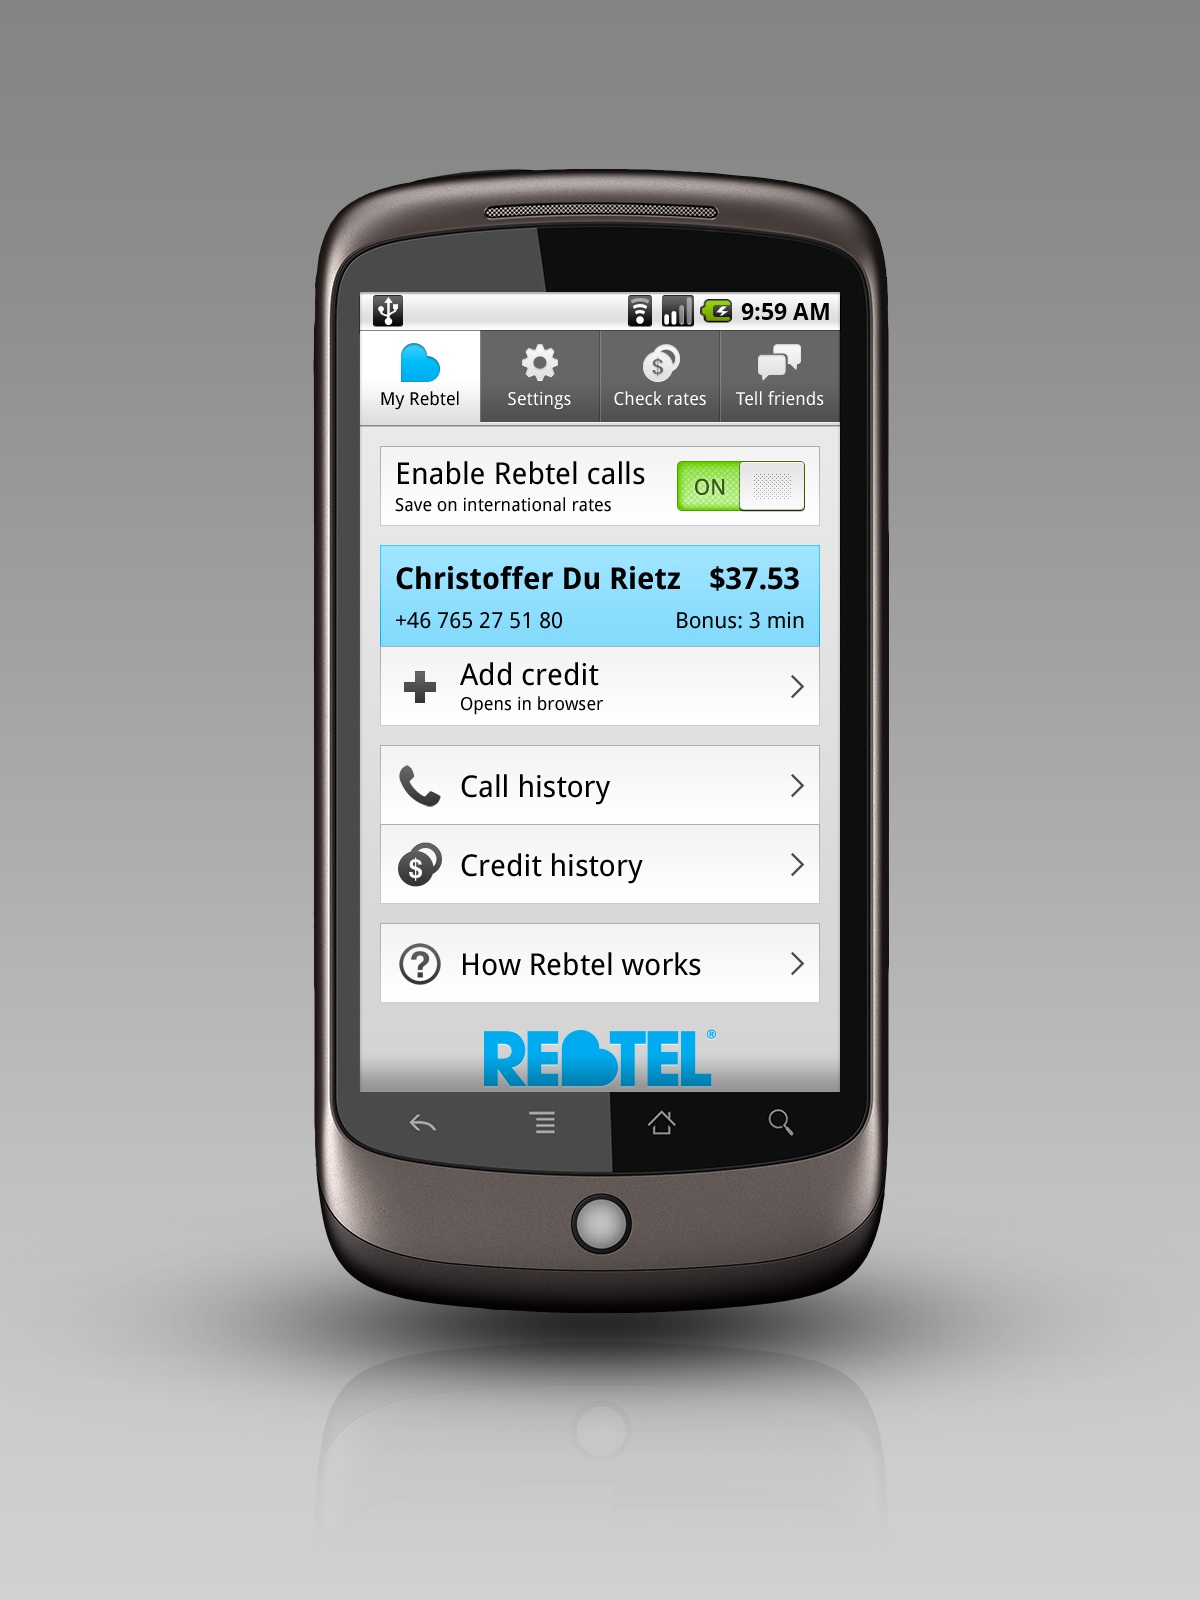 9:59 AM
My Rebtel
Settings
Check rates
Tell friends
Enable Rebtel calls
ON
Save on international rates
Christoffer Du Rietz $37.53
+46 765 27 51 80 Bonus: 3 min
Add credit
Opens in browser
Call history
Credit history
How Rebtel works
REBTEL®